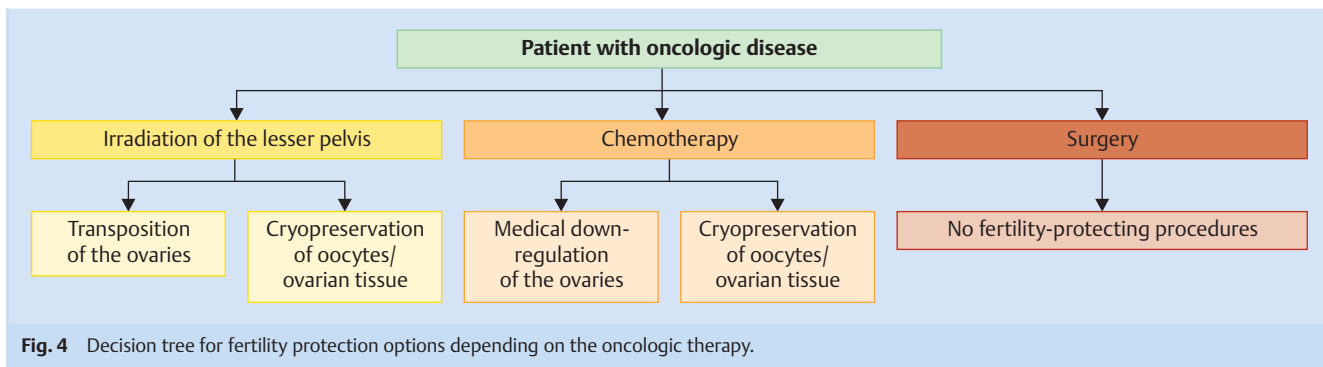 Patient with oncologic disease
Irradiation of the lesser pelvis
Chemotherapy
Surgery
Transposition
of the ovaries
Cryopreservation
of oocytes/
ovarian tissue
Medical down-
regulation
of the ovaries
Cryopreservation
of oocytes/
ovarian tissue
No fertility-protecting procedures
Fig. 4 Decision tree for fertility protection options depending on the oncologic therapy.